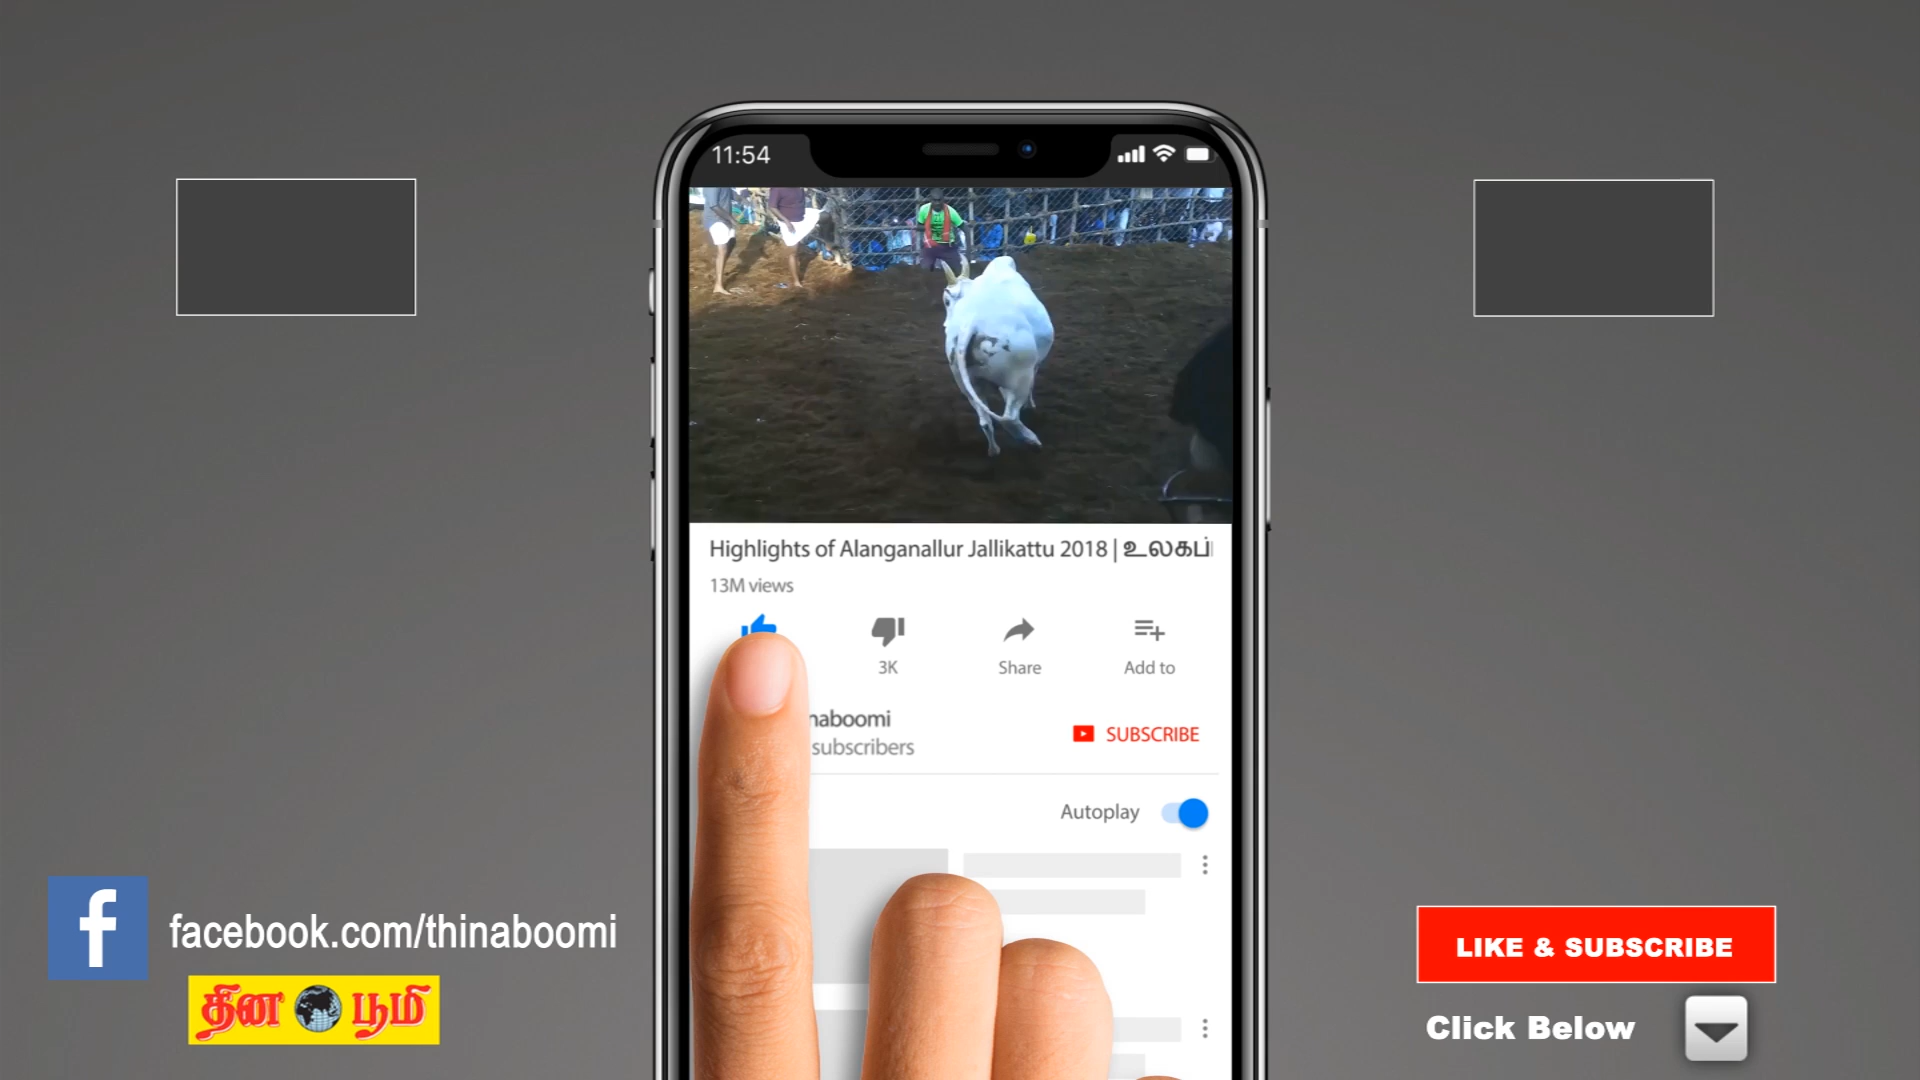 11:54
Highlights of Alanganallur Jallikattu 2018 | உலகப்
13M views
3K
Share
Add to
naboomi
subscribers
SUBSCRIBE
Autoplay
f
facebook.com/thinaboomi
தின பூமி
LIKE & SUBSCRIBE
Click Below